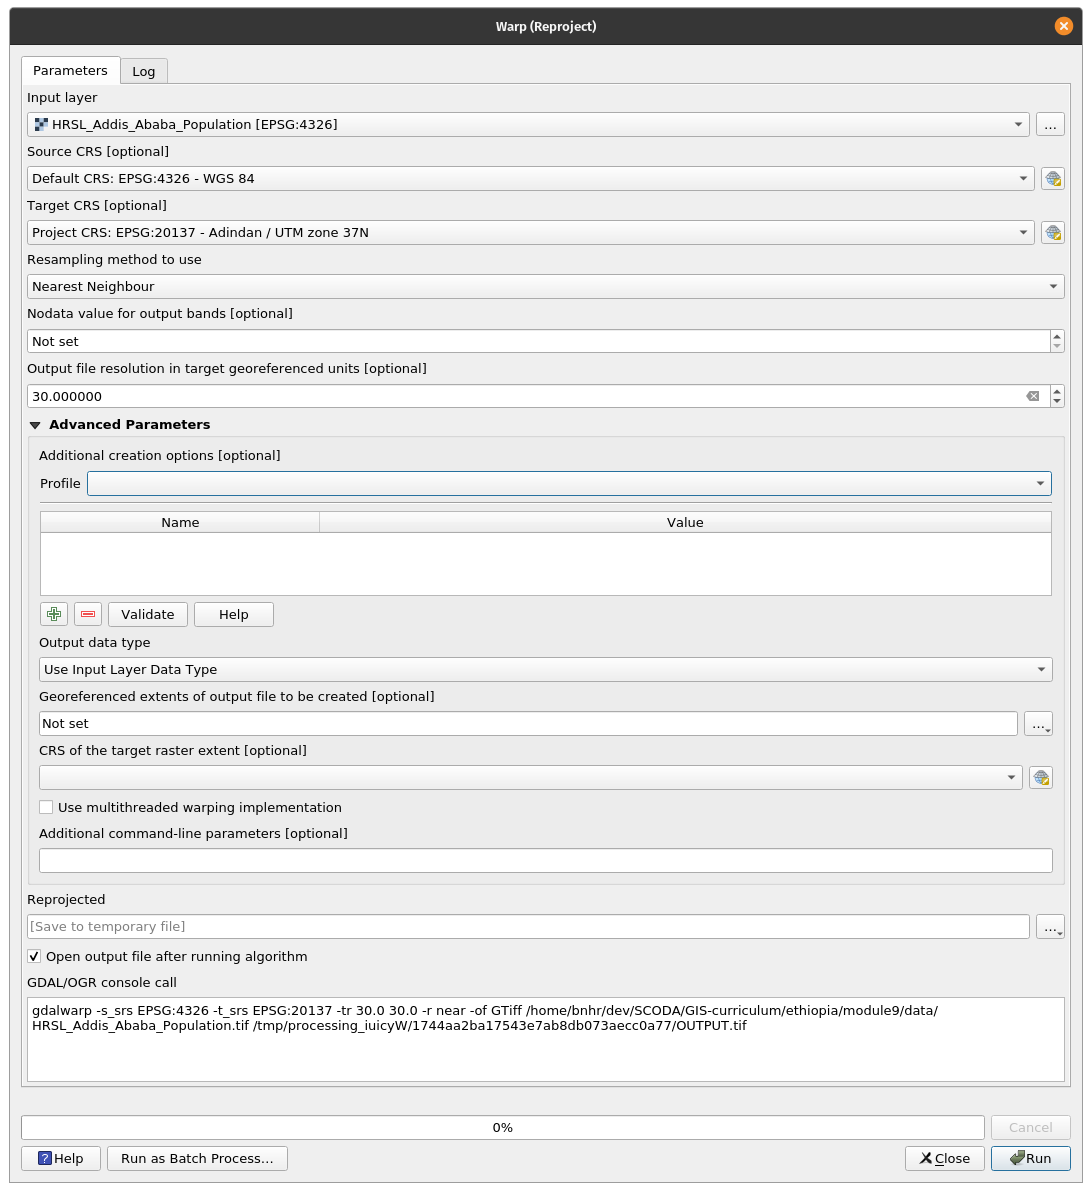 Warp (Reproject)
Parameters
Log
Input layer
HRSL_Addis_Ababa_Population [EPSG:4326]
...
Source CRS [optional]
Default CRS: EPSG:4326 - WGS 84
Target CRS [optional]
Project CRS: EPSG:20137 - Adindan / UTM zone 37N
Resampling method to use
Nearest Neighbour
Nodata value for output bands [optional]
Not set
Output file resolution in target georeferenced units [optional]
30.000000
Advanced Parameters
Additional creation options [optional]
Profile
Name Value
Validate Help
Output data type
Use Input Layer Data Type
Georeferenced extents of output file to be created [optional]
Not set
...
CRS of the target raster extent [optional]
Use multithreaded warping implementation
Additional command-line parameters [optional]
Reprojected
[Save to temporary file]
...
Open output file after running algorithm
GDAL/OGR console call
gdalwarp -s_srs EPSG:4326 -t_srs EPSG:20137 -tr 30.0 30.0 -r near -of GTiff /home/bnhr/dev/SCODA/GIS-curriculum/ethiopia/module9/data/
HRSL_Addis_Ababa_Population.tif /tmp/processing_iuicyW/1744aa2ba17543e7ab8db073aecc0a77/OUTPUT.tif
0%
Cancel
Help
Run as Batch Process...
Close
Run